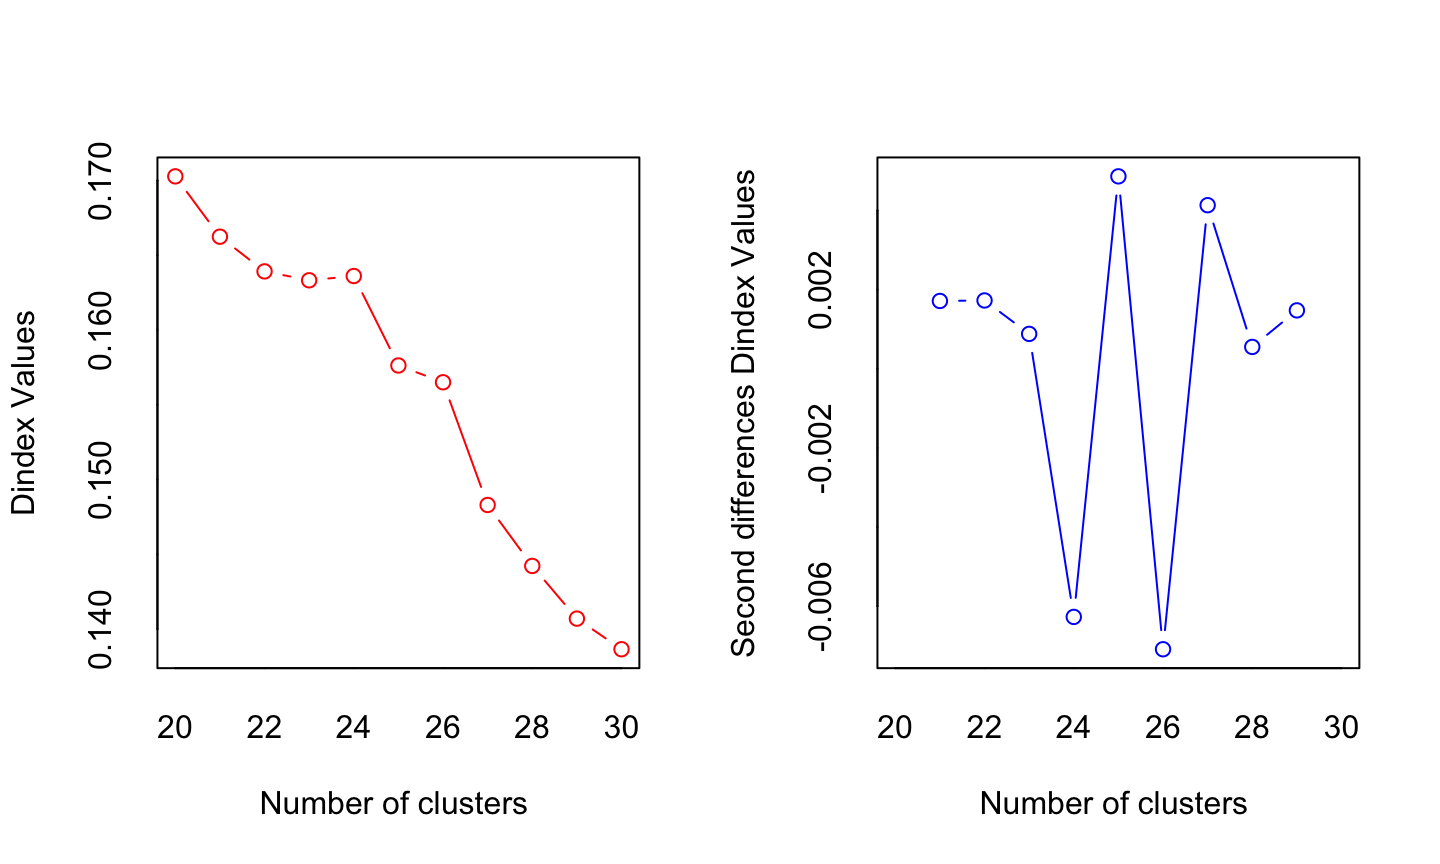 Dindex Values
0.170
0.160
0.150
0.140
20 22 24 26 28 30
Number of clusters
Second differences Dindex Values
0.002
-0.002
-0.006
20 22 24 26 28 30
Number of clusters